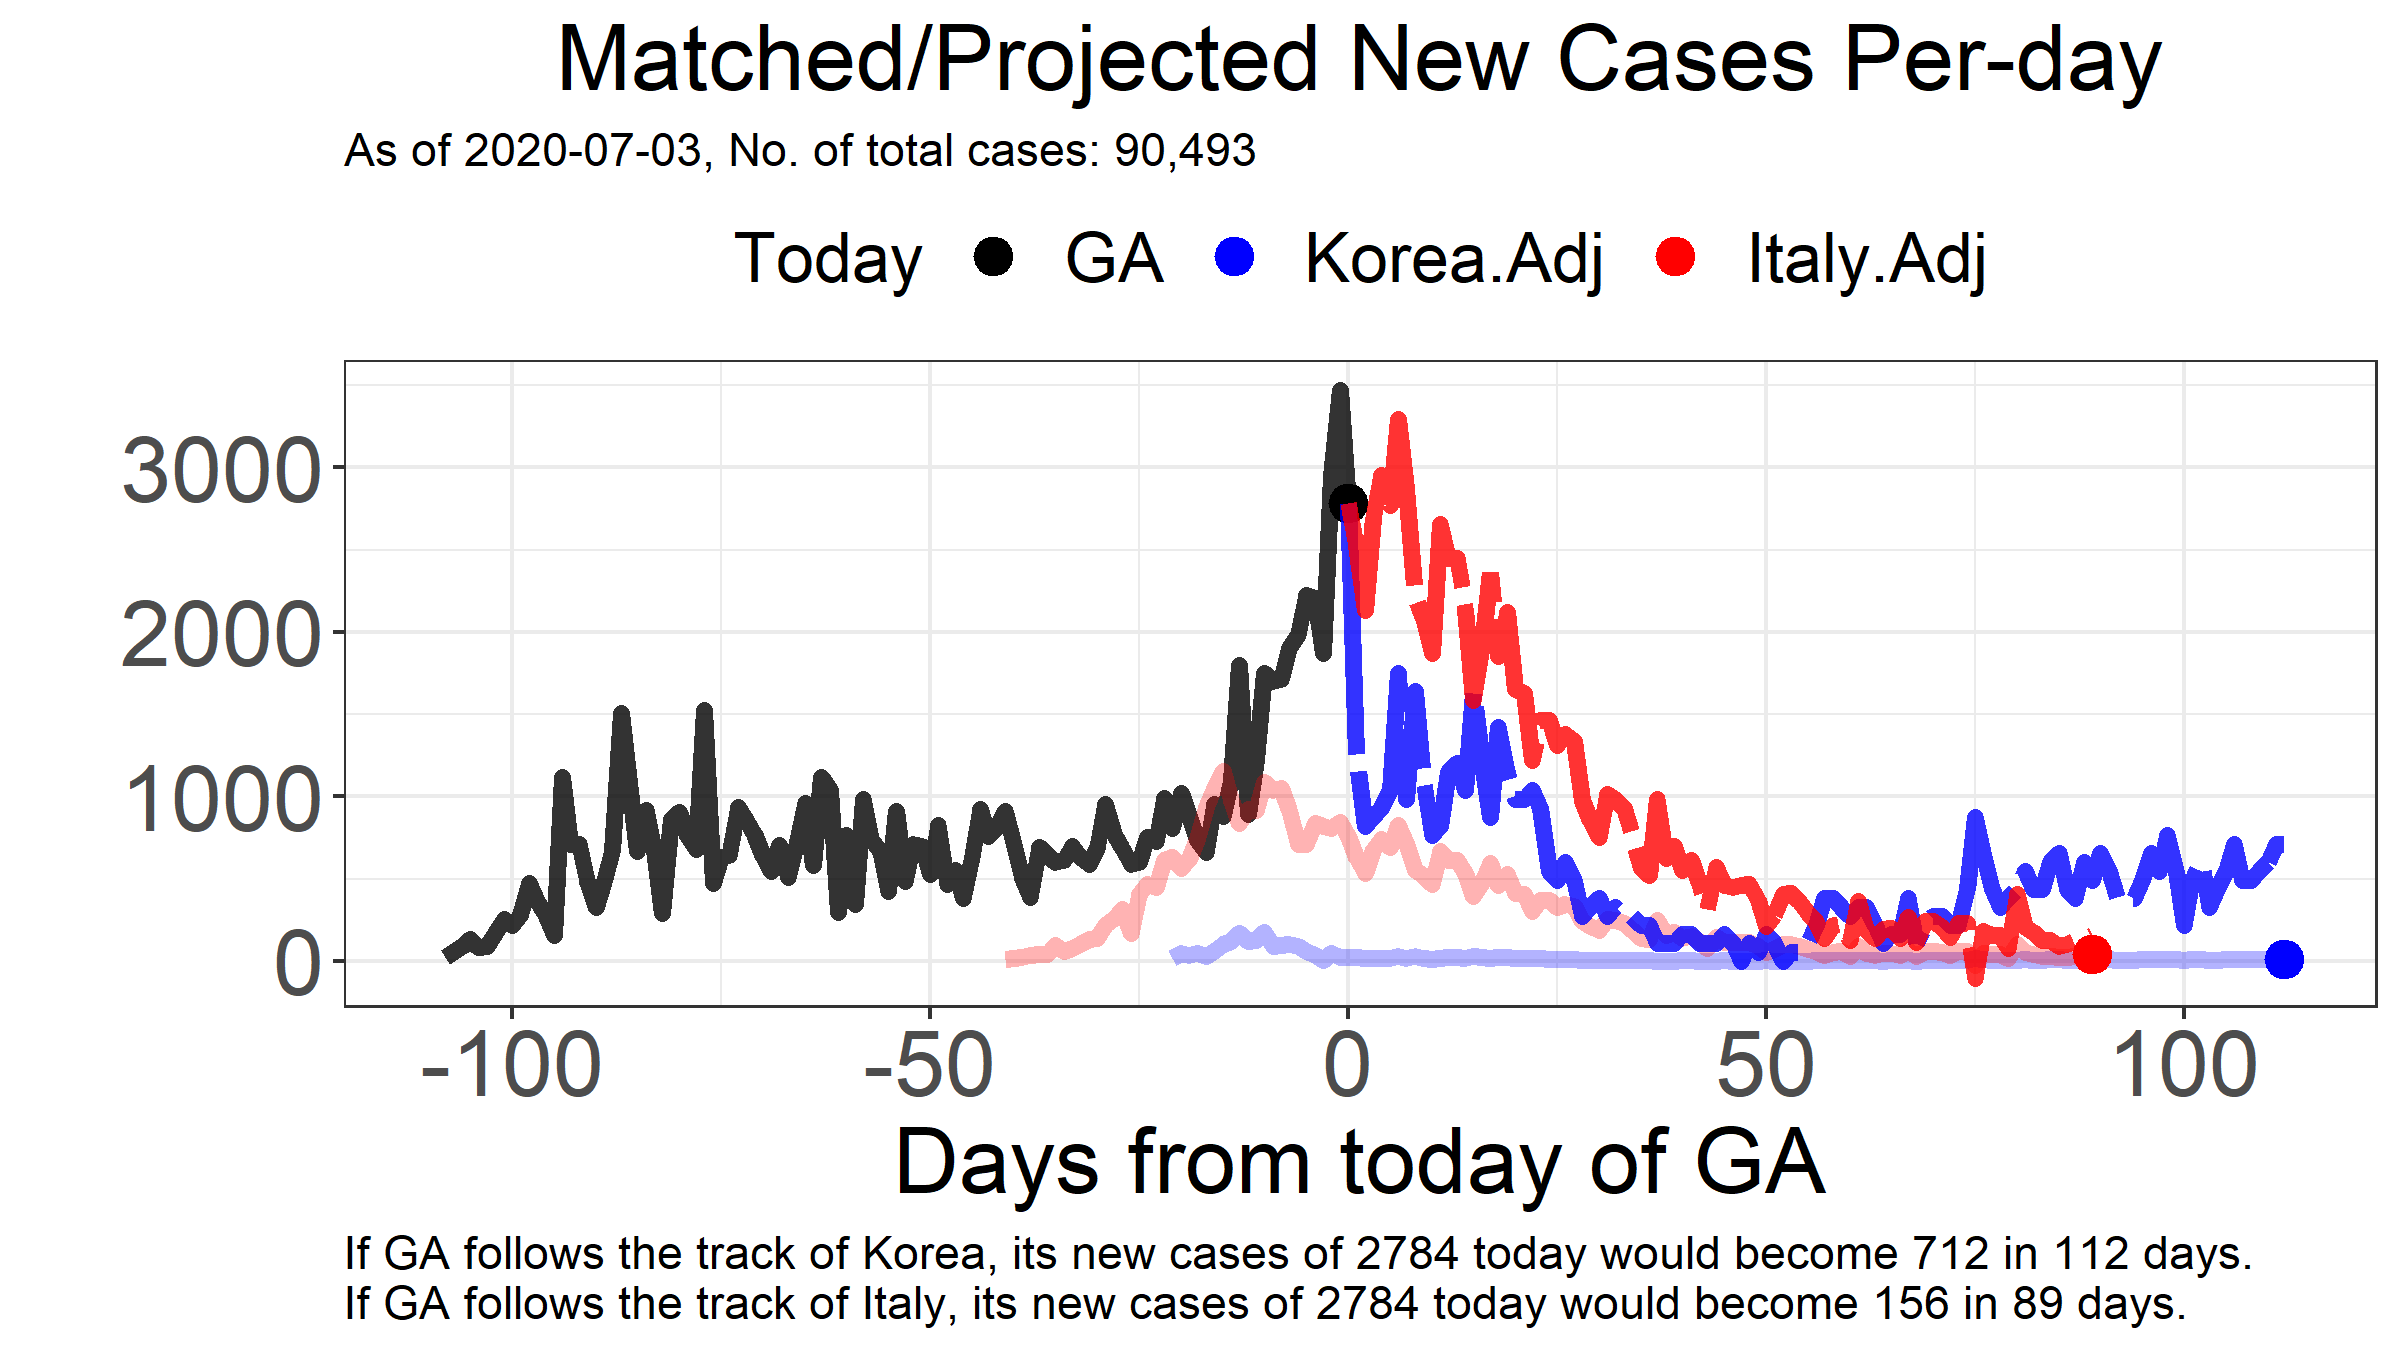 Matched/Projected New Cases Per-day
As of 2020-07-03, No. of total cases: 90,493
Today GA Korea.Adj Italy.Adj
3000
2000
1000
0
-100 -50 0 50 100
Days from today of GA
If GA follows the track of Korea, its new cases of 2784 today would become 712 in 112 days.
If GA follows the track of Italy, its new cases of 2784 today would become 156 in 89 days.